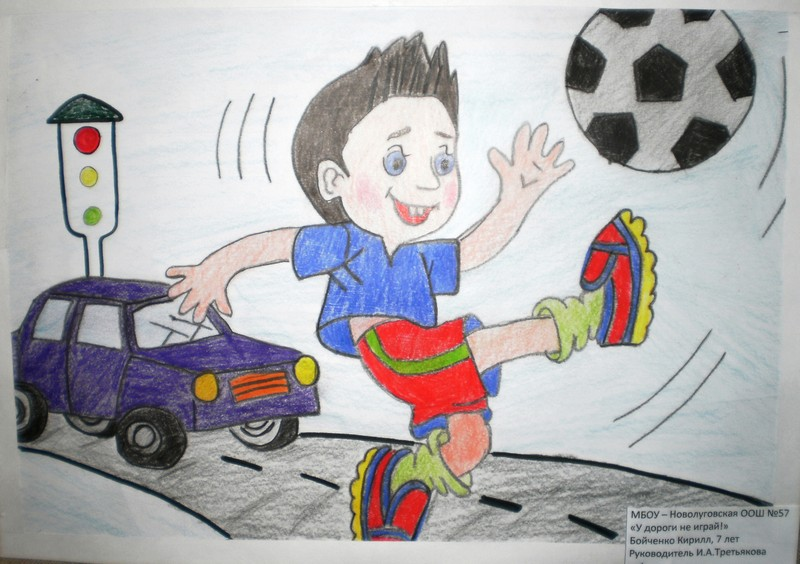 МБОУ – Новолуговская ООШ №57
«У дороги не играй!»
Бойченко Кирилл, 7 лет
Руководитель И.А.Третьякова